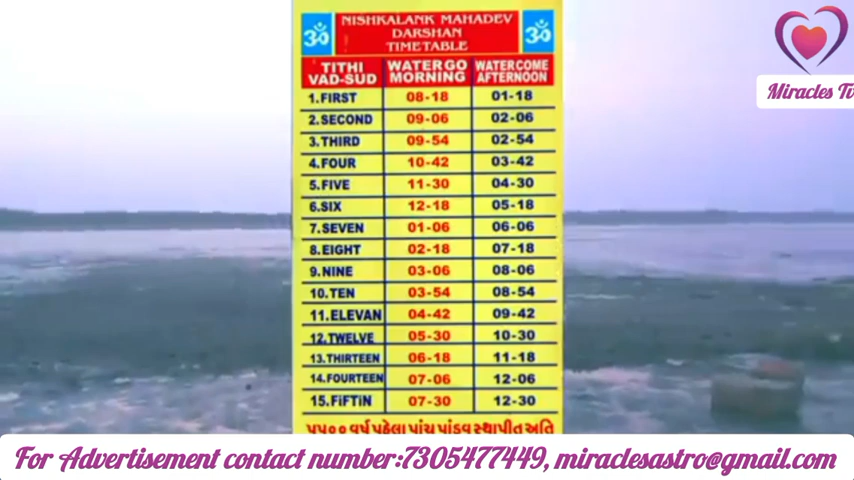 ॐ NISHKALANK MAHADEV ॐ
DARSHAN
TIMETABLE
TITHI VAD-SUD WATER GO MORNING WATER COME AFTERNOON
1.FIRST 08-18 01-18
2.SECOND 09-06 02-06
3.THIRD 09-54 02-54
4.FOUR 10-42 03-42
5.FIVE 11-30 04-30
6.SIX 12-18 05-18
7.SEVEN 01-06 06-06
8.EIGHT 02-18 07-18
9.NINE 03-06 08-06
10.TEN 03-54 08-54
11.ELEVAN 04-42 09-42
12.TWELVE 05-30 10-30
13.THIRTEEN 06-18 11-18
14.FOURTEEN 07-06 12-06
15.FiFTiN 07-30 12-30
૫૫૦૦ વર્ષ પહેલા પાંચ પાંડવ સ્થાપીત અતિ
Miracles Tv
For Advertisement contact number:7305477449, miraclesastro@gmail.com